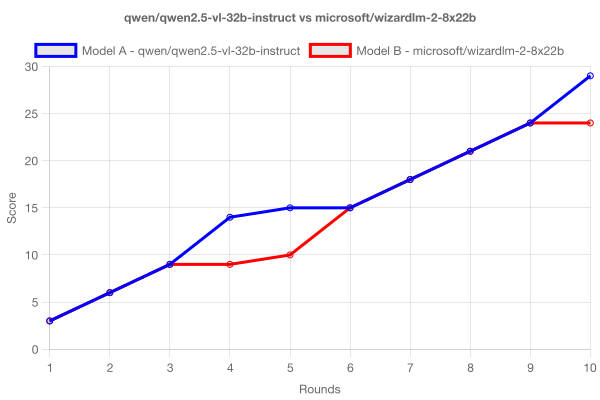 qwen/qwen2.5-vl-32b-instruct vs microsoft/wizardlm-2-8x22b
Model A - qwen/qwen2.5-vl-32b-instruct Model B - microsoft/wizardlm-2-8x22b
30
25
20
15
10
5
0
Score
1 2 3 4 5 6 7 8 9 10
Rounds